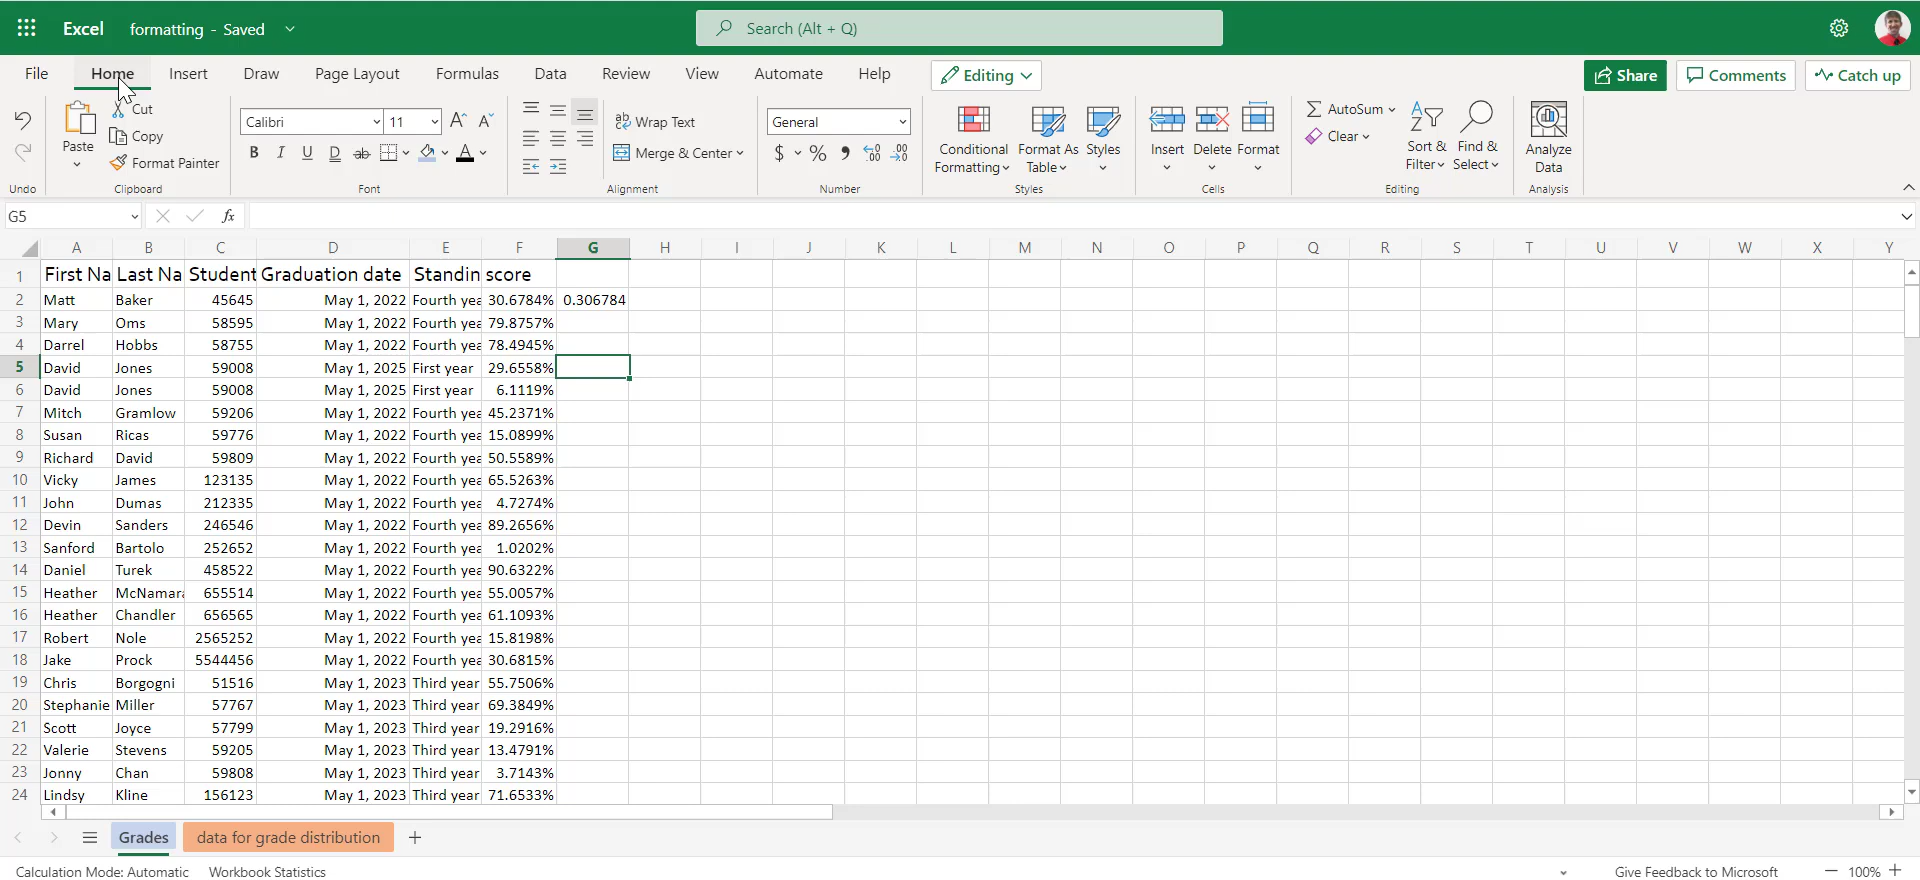 Excel formatting - Saved Search (Alt + Q)
File Home Insert Draw Page Layout Formulas Data Review View Automate Help Editing Share Comments Catch up
Paste Cut Copy Format Painter
Calibri 11
B I U D ab A
ab Wrap Text
Merge & Center
General
$ % 9 .00 .00
Conditional Formatting Format As Table Styles
Insert Delete Format
AutoSum Clear
Sort & Filter Find & Select
Analyze Data
Undo Clipboard Font Alignment Number Styles Cells Editing Analysis
G5 fx
A B C D E F G H I J K L M N O P Q R S T U V W X Y
1 First Na Last Na Student Graduation date Standin score
2 Matt Baker 45645 May 1, 2022 Fourth yea 30.6784% 0.306784
3 Mary Oms 58595 May 1, 2022 Fourth yea 79.8757%
4 Darrel Hobbs 58755 May 1, 2022 Fourth yea 78.4945%
5 David Jones 59008 May 1, 2025 First year 29.6558%
6 David Jones 59008 May 1, 2025 First year 6.1119%
7 Mitch Gramlow 59206 May 1, 2022 Fourth yea 45.2371%
8 Susan Ricas 59776 May 1, 2022 Fourth yea 15.0899%
9 Richard David 59809 May 1, 2022 Fourth yea 50.5589%
10 Vicky James 123135 May 1, 2022 Fourth yea 65.5263%
11 John Dumas 212335 May 1, 2022 Fourth yea 4.7274%
12 Devin Sanders 246546 May 1, 2022 Fourth yea 89.2656%
13 Sanford Bartolo 252652 May 1, 2022 Fourth yea 1.0202%
14 Daniel Turek 458522 May 1, 2022 Fourth yea 90.6322%
15 Heather McNamara 655514 May 1, 2022 Fourth yea 55.0057%
16 Heather Chandler 656565 May 1, 2022 Fourth yea 61.1093%
17 Robert Nole 2565252 May 1, 2022 Fourth yea 15.8198%
18 Jake Prock 5544456 May 1, 2022 Fourth yea 30.6815%
19 Chris Borgogni 51516 May 1, 2023 Third year 55.7506%
20 Stephanie Miller 57767 May 1, 2023 Third year 69.3849%
21 Scott Joyce 57799 May 1, 2023 Third year 19.2916%
22 Valerie Stevens 59205 May 1, 2023 Third year 13.4791%
23 Jonny Chan 59808 May 1, 2023 Third year 3.7143%
24 Lindsy Kline 156123 May 1, 2023 Third year 71.6533%
Grades data for grade distribution
Calculation Mode: Automatic Workbook Statistics Give Feedback to Microsoft 100%